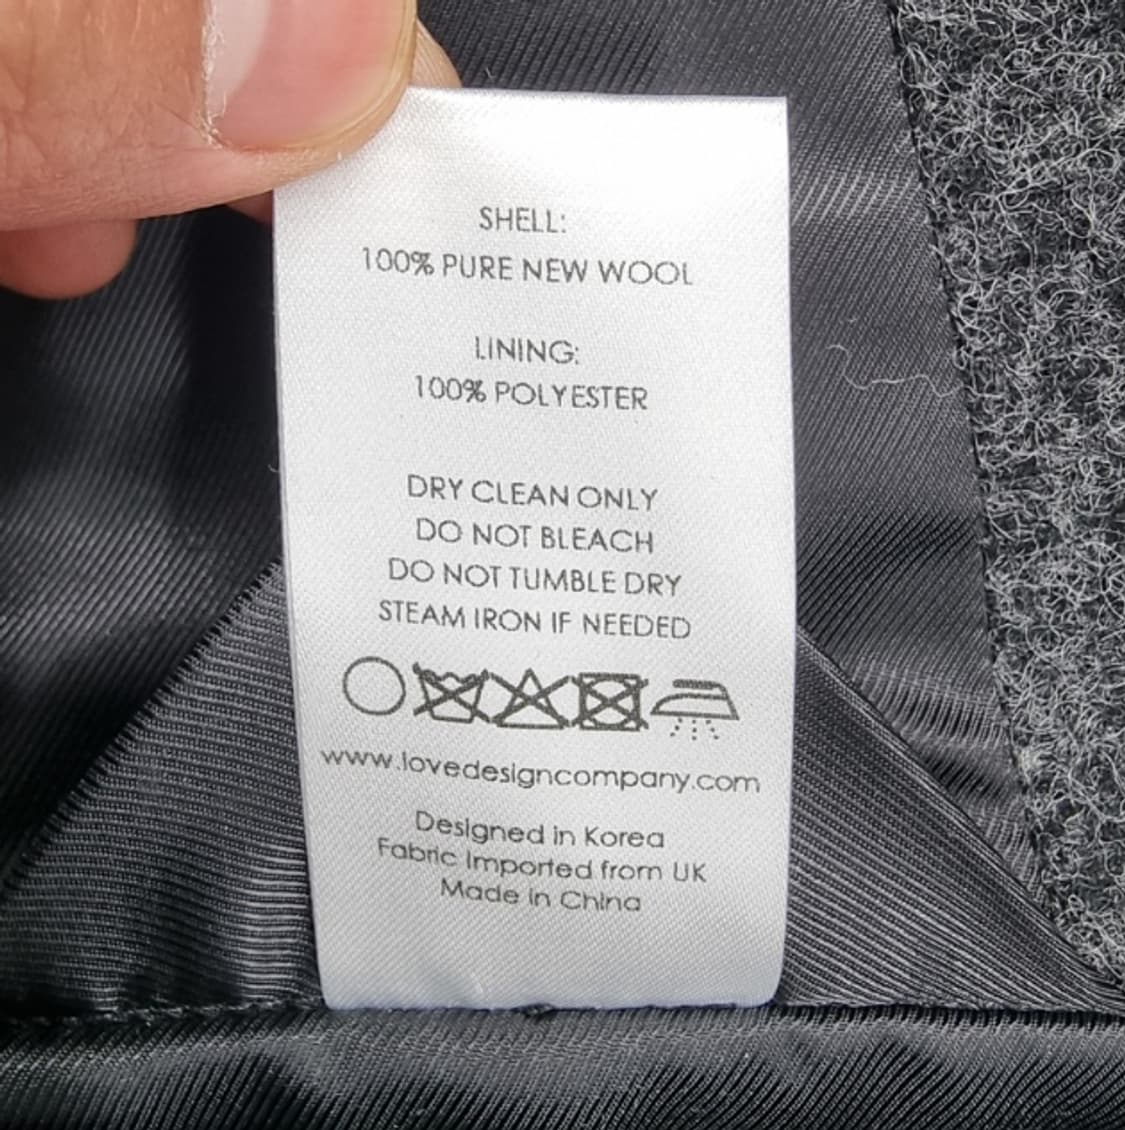 SHELL:
100% PURE NEW WOOL
LINING:
100% POLYESTER
DRY CLEAN ONLY
DO NOT BLEACH
DO NOT TUMBLE DRY
STEAM IRON IF NEEDED
www.lovedesigncompany.com
Designed in Korea
Fabric Imported from UK
Made in China